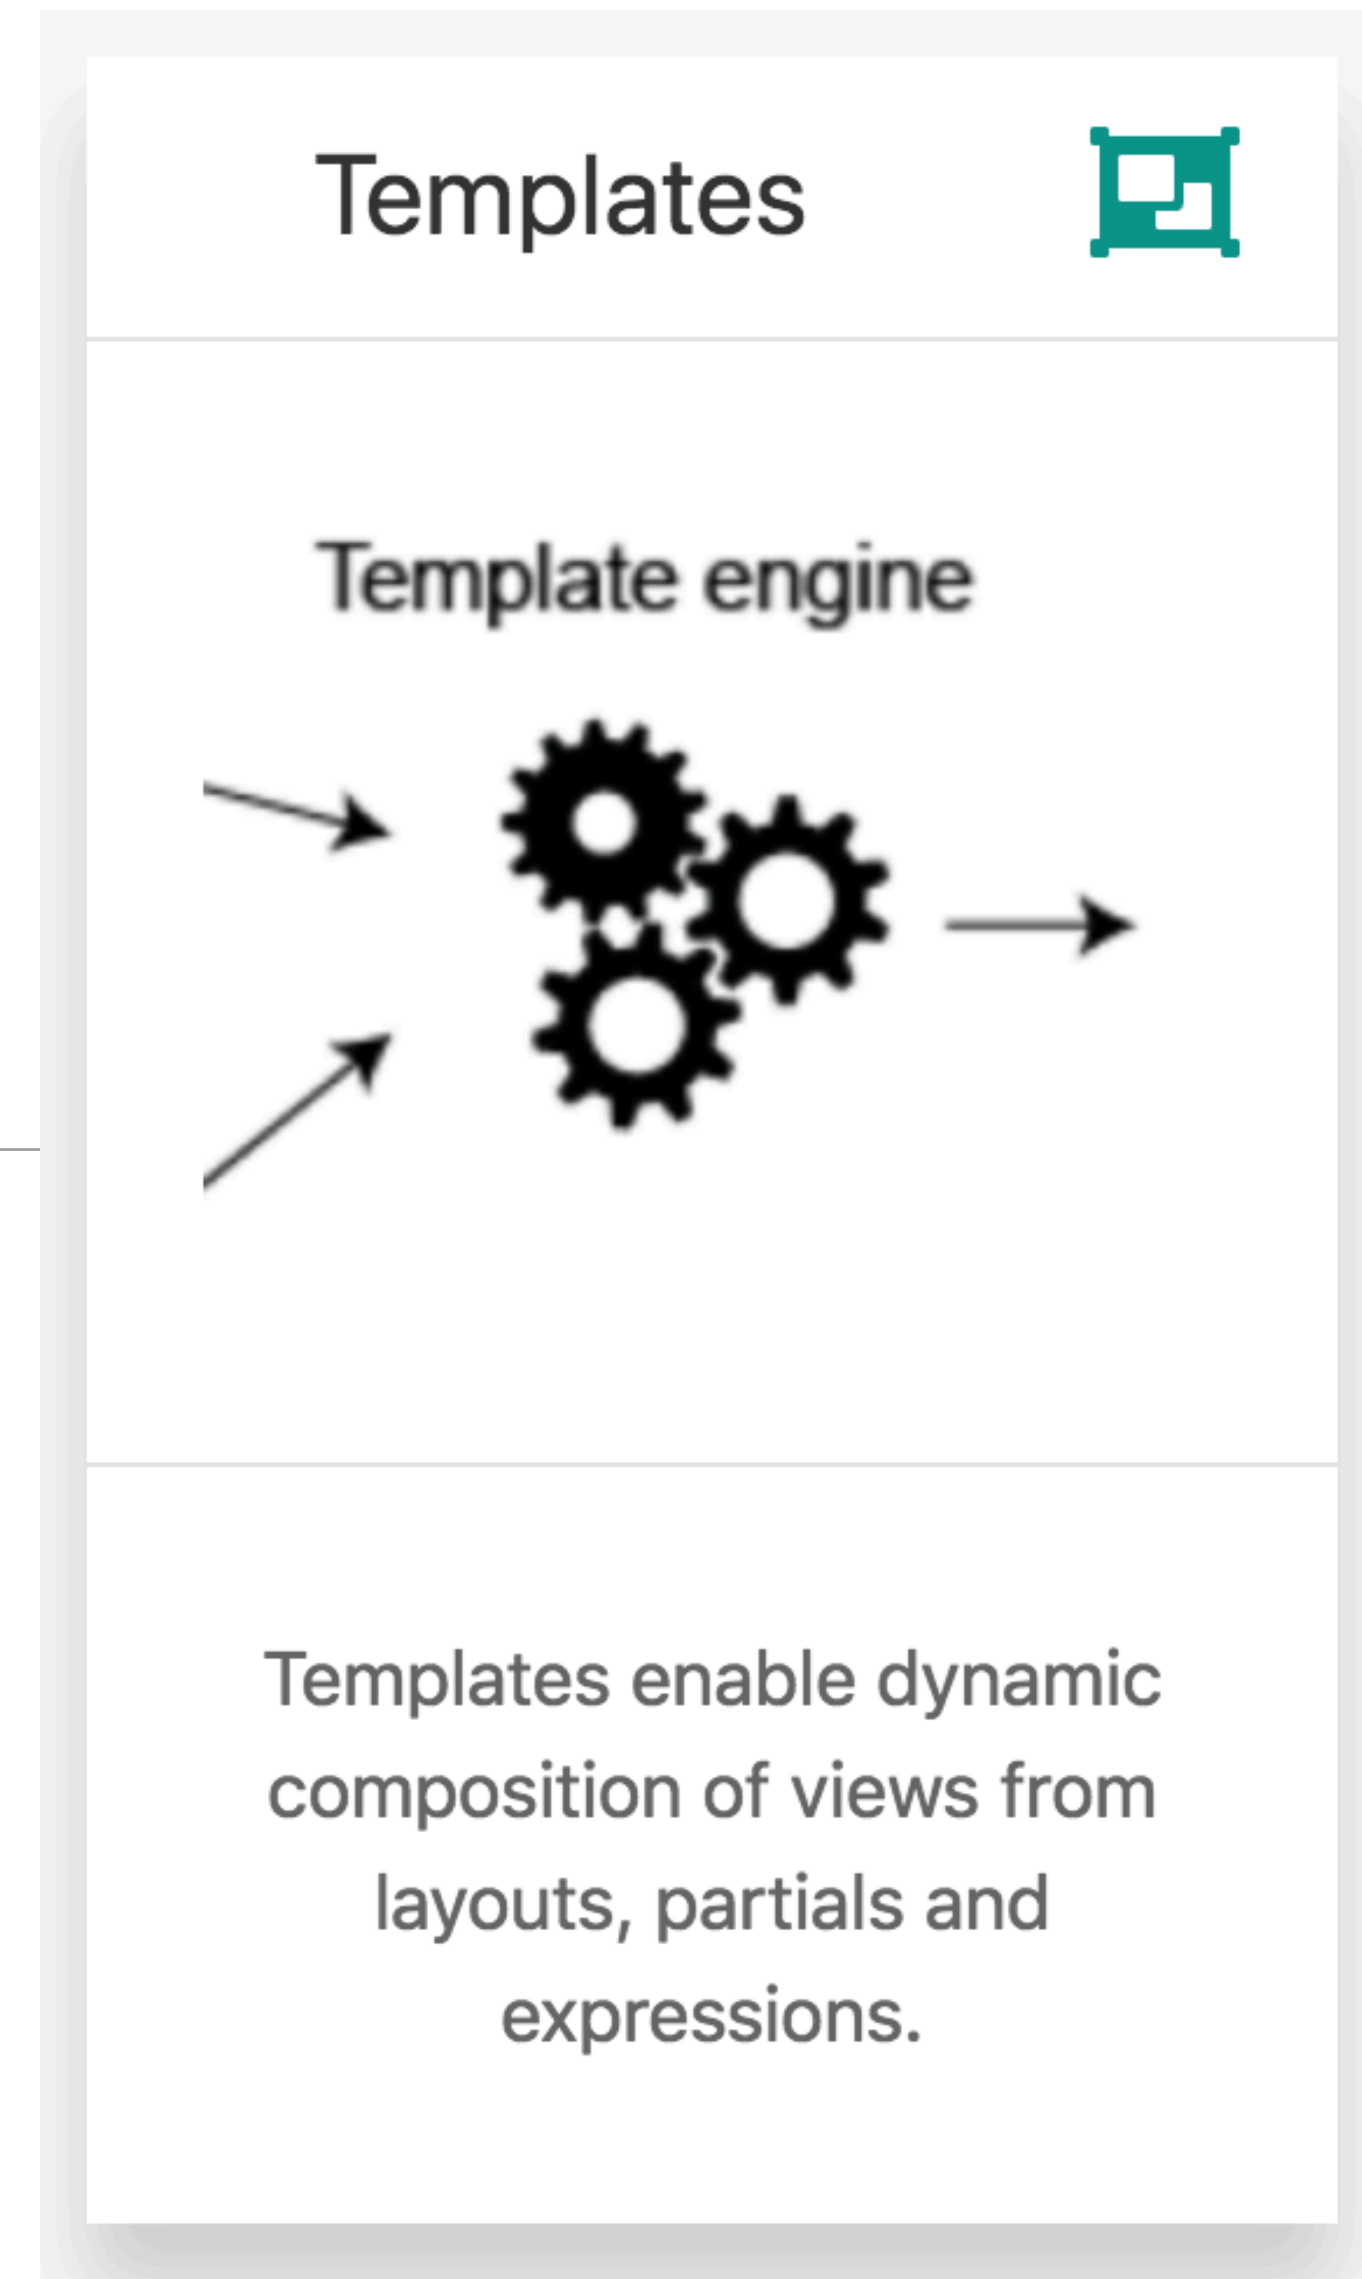 Templates
Template engine
Templates enable dynamic
composition of views from
layouts, partials and
expressions.